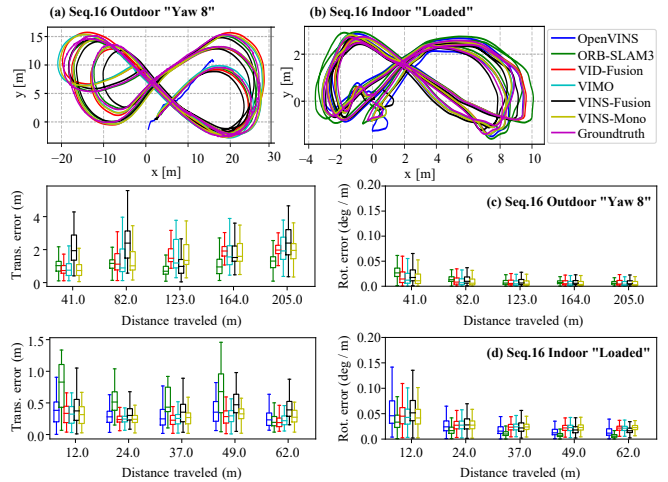 (a) Seq.16 Outdoor "Yaw 8"
(b) Seq.16 Indoor "Loaded"
15
10
5
0
y [m]
−20 −10 0 10 20 30
x [m]
2
0
y [m]
−4 −2 0 2 4 6 8 10
x [m]
OpenVINS
ORB-SLAM3
VID-Fusion
VIMO
VINS-Fusion
VINS-Mono
Groundtruth
Trans. error (m)
4
2
0
41.0 82.0 123.0 164.0 205.0
Distance traveled (m)
(c) Seq.16 Outdoor "Yaw 8"
Rot. error (deg / m)
0.20
0.15
0.10
0.05
0.00
41.0 82.0 123.0 164.0 205.0
Distance traveled (m)
Trans. error (m)
1.5
1.0
0.5
0.0
12.0 24.0 37.0 49.0 62.0
Distance traveled (m)
(d) Seq.16 Indoor "Loaded"
Rot. error (deg / m)
0.20
0.15
0.10
0.05
0.00
12.0 24.0 37.0 49.0 62.0
Distance traveled (m)